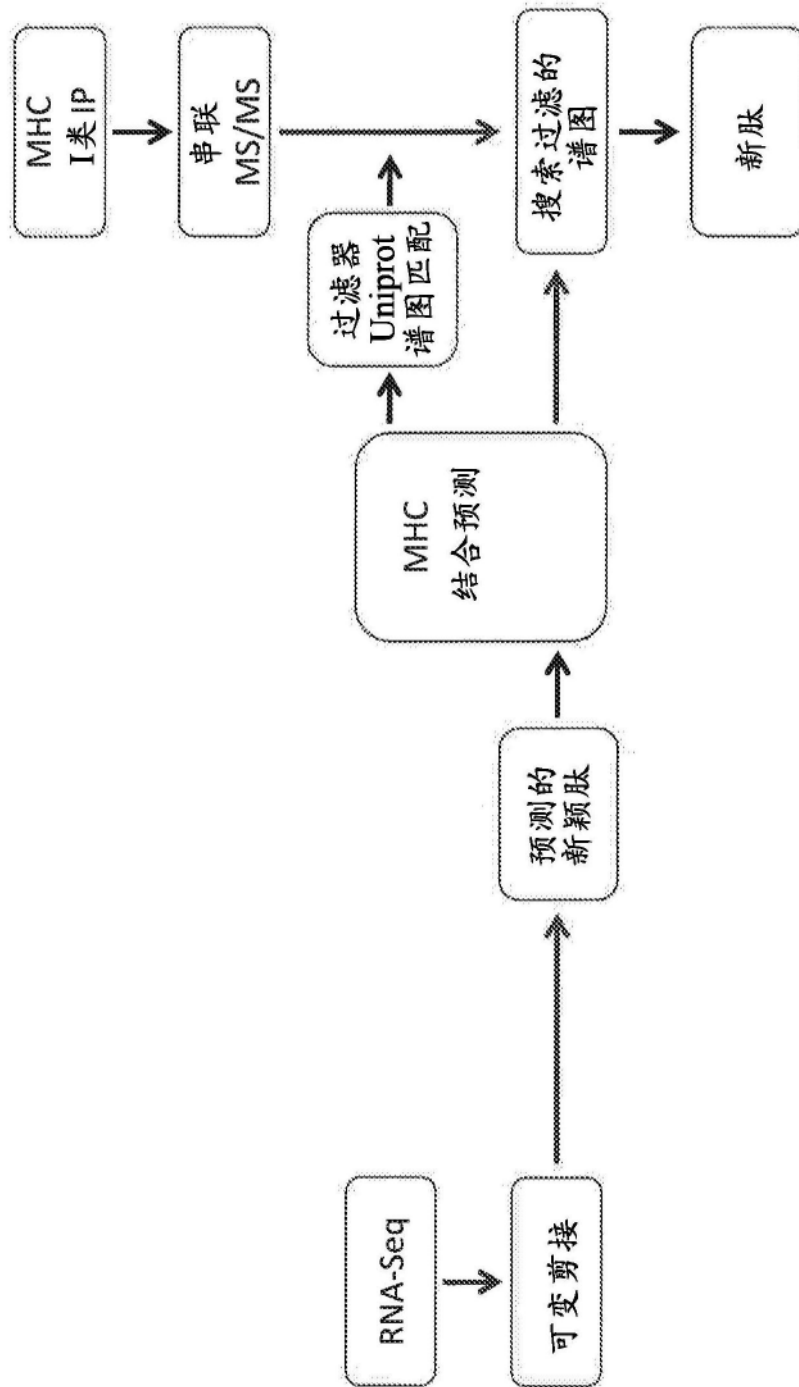 RNA-Seq
可变剪接
预测的
新颖肽
MHC
结合预测
过滤器
Uniprot
谱图匹配
MHC
I类IP
串联
MS/MS
搜索过滤的
谱图
新肽